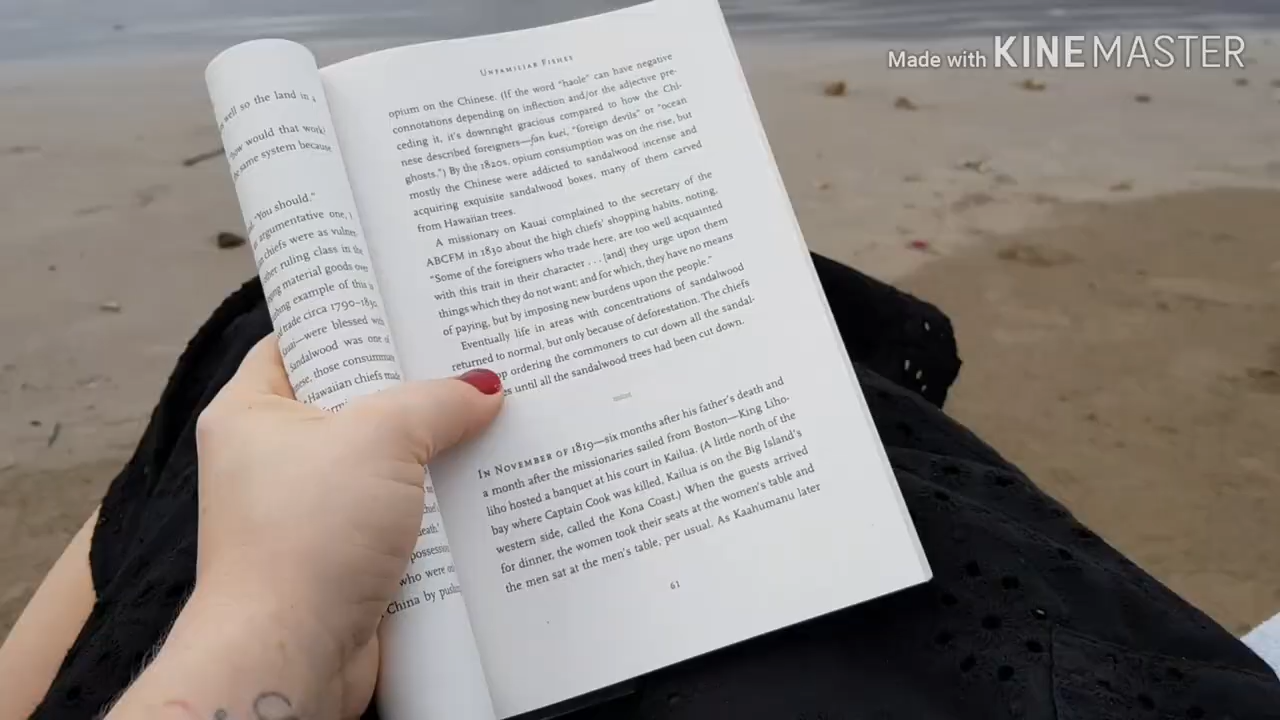 Made with KINEMASTER
well so the land in a
how would that work?
same system because
"You should."
argumentative one, I
chiefs were as vulner-
ruling class in the
material goods over
example of this is
made circa 1790–1830,
were blessed with
Sandalwood was one of
those consummate
Hawaiian chiefs made
possession
who were on
China by pushing
UNFAMILIAR FISHES
opium on the Chinese. (If the word "haole" can have negative
connotations depending on inflection and/or the adjective pre-
ceding it, it's downright gracious compared to how the Chi-
nese described foreigners—fan kuei, "foreign devils" or "ocean
ghosts.") By the 1820s, opium consumption was on the rise, but
mostly the Chinese were addicted to sandalwood incense and
acquiring exquisite sandalwood boxes, many of them carved
from Hawaiian trees.
A missionary on Kauai complained to the secretary of the
ABCFM in 1830 about the high chiefs' shopping habits, noting,
"Some of the foreigners who trade here, are too well acquainted
with this trait in their character . . . [and] they urge upon them
things which they do not want; and for which, they have no means
of paying, but by imposing new burdens upon the people."
Eventually life in areas with concentrations of sandalwood
returned to normal, but only because of deforestation. The chiefs
op ordering the commoners to cut down all the sandal-
es until all the sandalwood trees had been cut down.
IN NOVEMBER OF 1819—six months after his father's death and
a month after the missionaries sailed from Boston—King Liho-
liho hosted a banquet at his court in Kailua. (A little north of the
bay where Captain Cook was killed, Kailua is on the Big Island's
western side, called the Kona Coast.) When the guests arrived
for dinner, the women took their seats at the women's table and
the men sat at the men's table, per usual. As Kaahumanu later
61